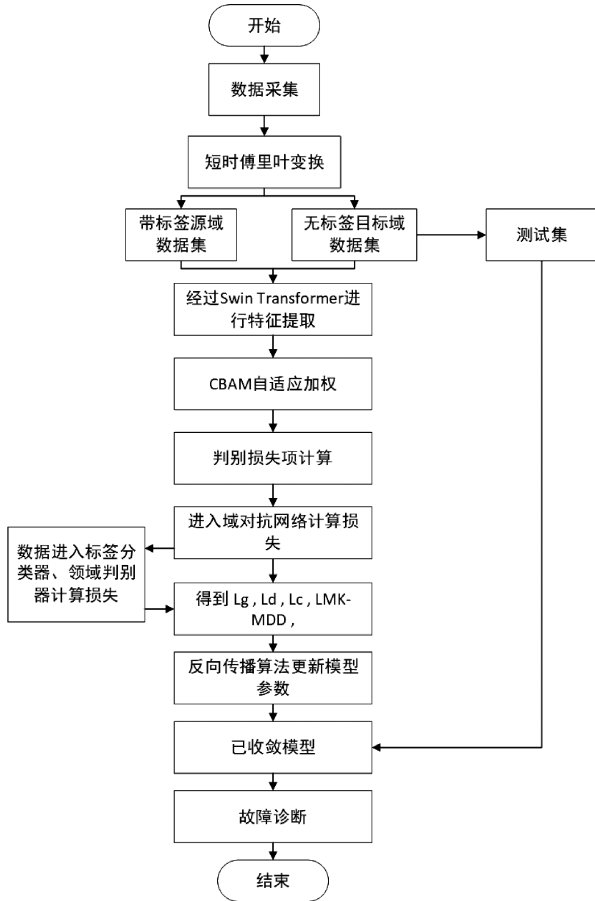 开始
数据采集
短时傅里叶变换
带标签源域
数据集
无标签目标域
数据集
测试集
经过Swin Transformer进
行特征提取
CBAM自适应加权
判别损失项计算
进入域对抗网络计算损
失
数据进入标签分
类器、领域判别
器计算损失
得到 Lg , Ld , Lc , LMK-
MDD ,
反向传播算法更新模型
参数
已收敛模型
故障诊断
结束